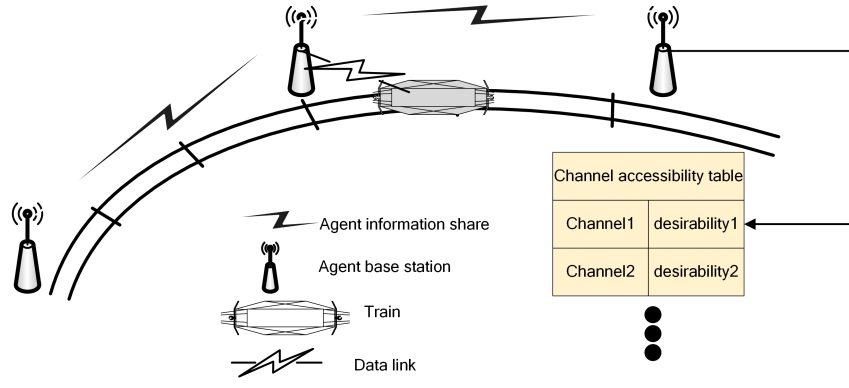 Channel accessibility table
Channel1 desirability1
Channel2 desirability2
Agent information share
Agent base station
Train
Data link